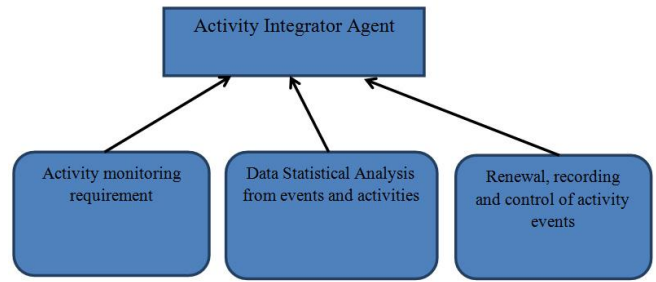 Activity Integrator Agent
Activity monitoring
requirement
Data Statistical Analysis
from events and activities
Renewal, recording
and control of activity
events